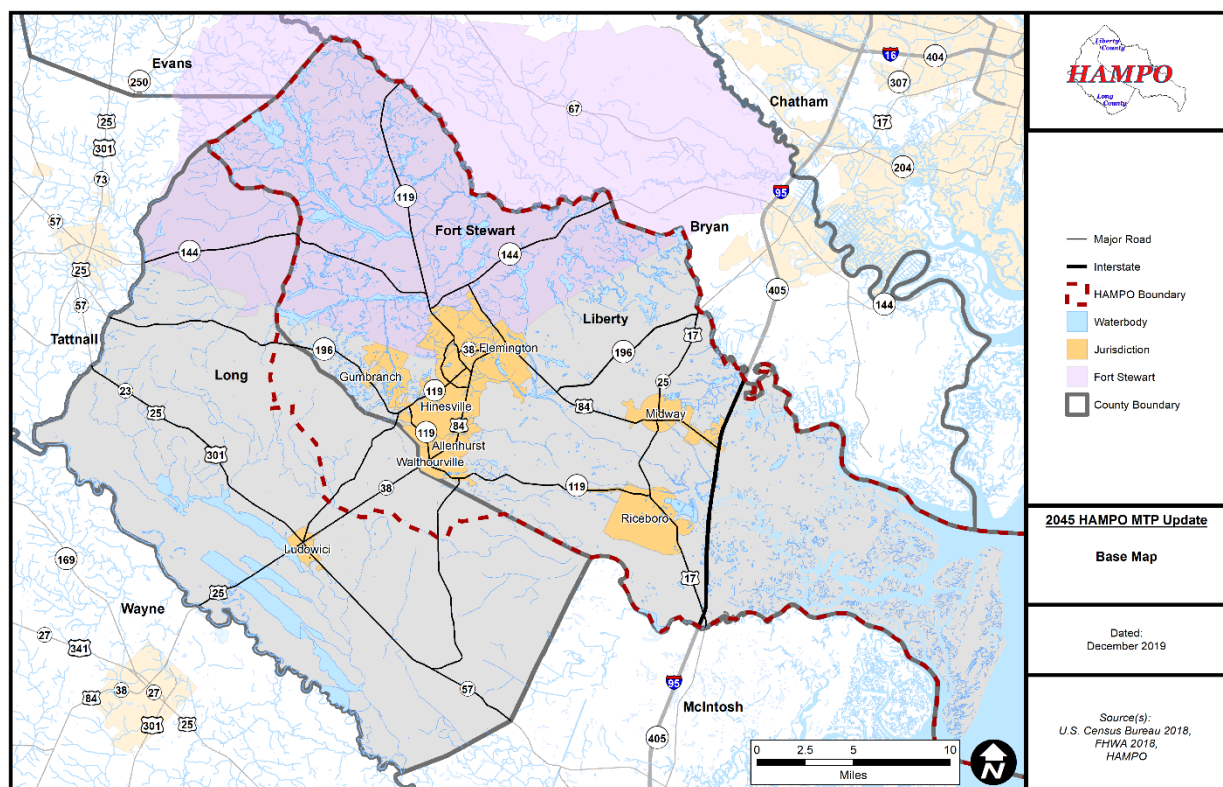 Evans
250
25
301
73
57
25
57
Tattnall
144
119
67
Fort Stewart
144
Bryan
Chatham
16
404
307
17
204
95
405
144
Liberty
17
196
25
196
Long
Gumbranch
38
Flemington
119
Hinesville
84
119
Allenhurst
Walthourville
84
Midway
23
25
301
38
119
Riceboro
Ludowici
17
25
169
Wayne
27
341
84
38
27
301
25
57
95
McIntosh
405
0 2.5 5 10
Miles
N
Liberty
County
HAMPO
Long
County
Major Road
Interstate
HAMPO Boundary
Waterbody
Jurisdiction
Fort Stewart
County Boundary
2045 HAMPO MTP Update
Base Map
Dated:
December 2019
Source(s):
U.S. Census Bureau 2018,
FHWA 2018,
HAMPO